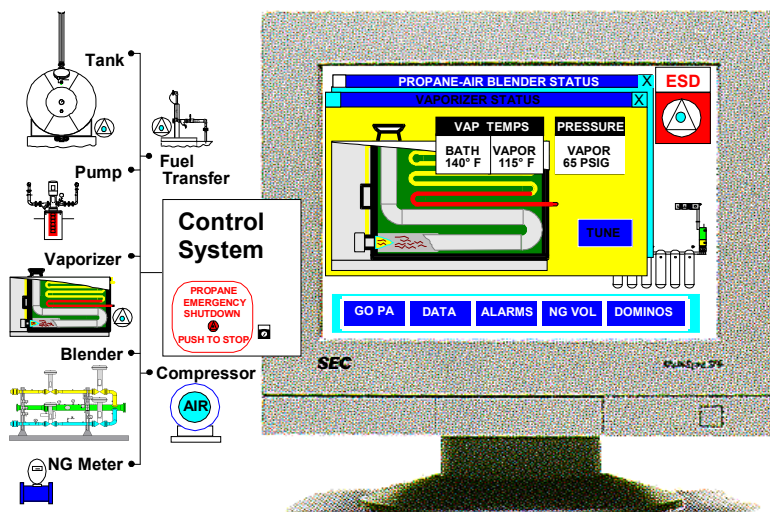 Tank
Fuel
Transfer
Pump
Control
System
Vaporizer
PROPANE
EMERGENCY
SHUTDOWN
PUSH TO STOP
Blender
Compressor
AIR
NG Meter
PROPANE-AIR BLENDER STATUS X
ESD
VAPORIZER STATUS X
VAP TEMPS
PRESSURE
BATH
140° F
VAPOR
115° F
VAPOR
65 PSIG
TUNE
GO PA
DATA
ALARMS
NG VOL
DOMINOS
SEC